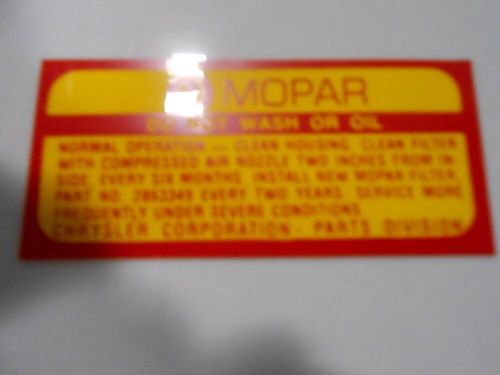 MOPAR
DO NOT WASH OR OIL
NORMAL OPERATION — CLEAN HOUSING, CLEAN FILTER
WITH COMPRESSED AIR NOZZLE TWO INCHES FROM IN-
SIDE, EVERY SIX MONTHS. INSTALL NEW MOPAR FILTER,
PART NO. 2863349 EVERY TWO YEARS. SERVICE MORE
FREQUENTLY UNDER SEVERE CONDITIONS.
CHRYSLER CORPORATION - PARTS DIVISION